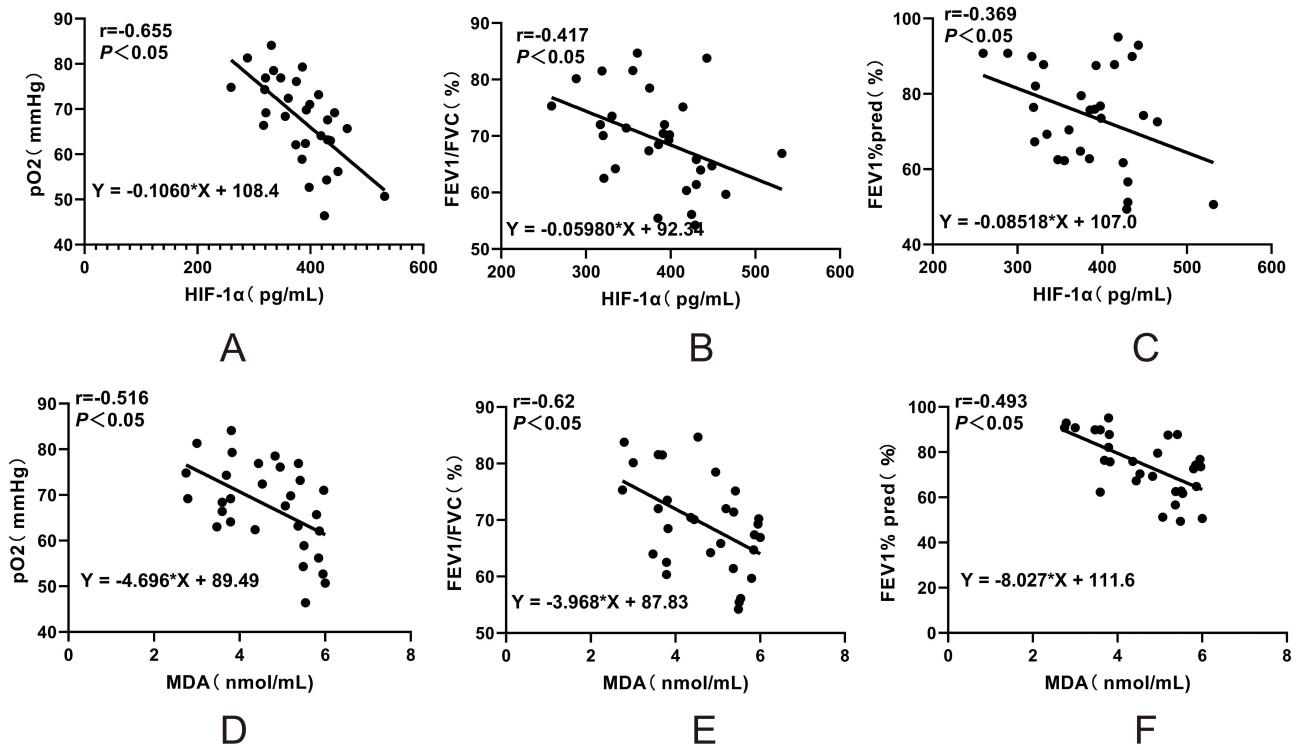 r=-0.655
P＜0.05
pO2（ mmHg）
90
80
70
60
50
40
Y = -0.1060*X + 108.4
0
200
400
600
HIF-1α（ pg/mL）
A
r=-0.417
P＜0.05
FEV1/FVC（ %）
90
80
70
60
50
Y = -0.05980*X + 92.34
200
300
400
500
600
HIF-1α（ pg/mL）
B
r=-0.369
P＜0.05
FEV1%pred（ %）
100
80
60
40
Y = -0.08518*X + 107.0
200
300
400
500
600
HIF-1α（ pg/mL）
C
r=-0.516
P＜0.05
pO2（ mmHg）
90
80
70
60
50
40
Y = -4.696*X + 89.49
0
2
4
6
8
MDA（ nmol/mL）
D
r=-0.62
P＜0.05
FEV1/FVC（ %）
90
80
70
60
50
Y = -3.968*X + 87.83
0
2
4
6
8
MDA（ nmol/mL）
E
r=-0.493
P＜0.05
FEV1% pred（ %）
100
80
60
40
20
0
Y = -8.027*X + 111.6
0
2
4
6
8
MDA（ nmol/mL）
F